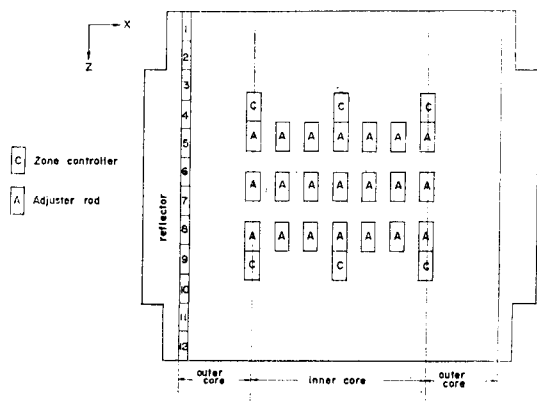 X
Z
1
2
3
4
5
6
7
8
9
10
11
12
C C C
A A A A A A A
A A A A A A A
A A A A A A A
C C C
C Zone controller
A Adjuster rod
reflector
outer core
inner core
outer core